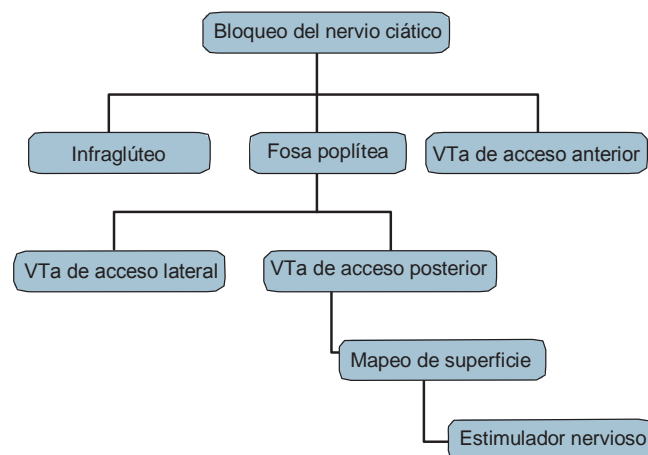 Bloqueo del nervio ciático
Infraglúteo
Fosa poplítea
VTa de acceso anterior
VTa de acceso lateral
VTa de acceso posterior
Mapeo de superficie
Estimulador nervioso